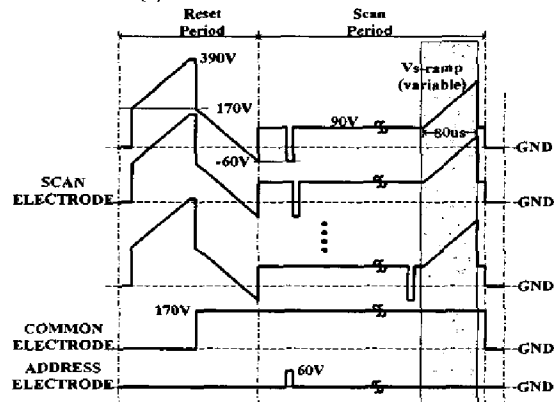 Reset Period
Scan Period
390V
Vs-ramp
(variable)
170V
90V
80us
GND
-60V
SCAN
ELECTRODE
GND
GND
170V
COMMON
ELECTRODE
GND
ADDRESS
ELECTRODE
60V
GND